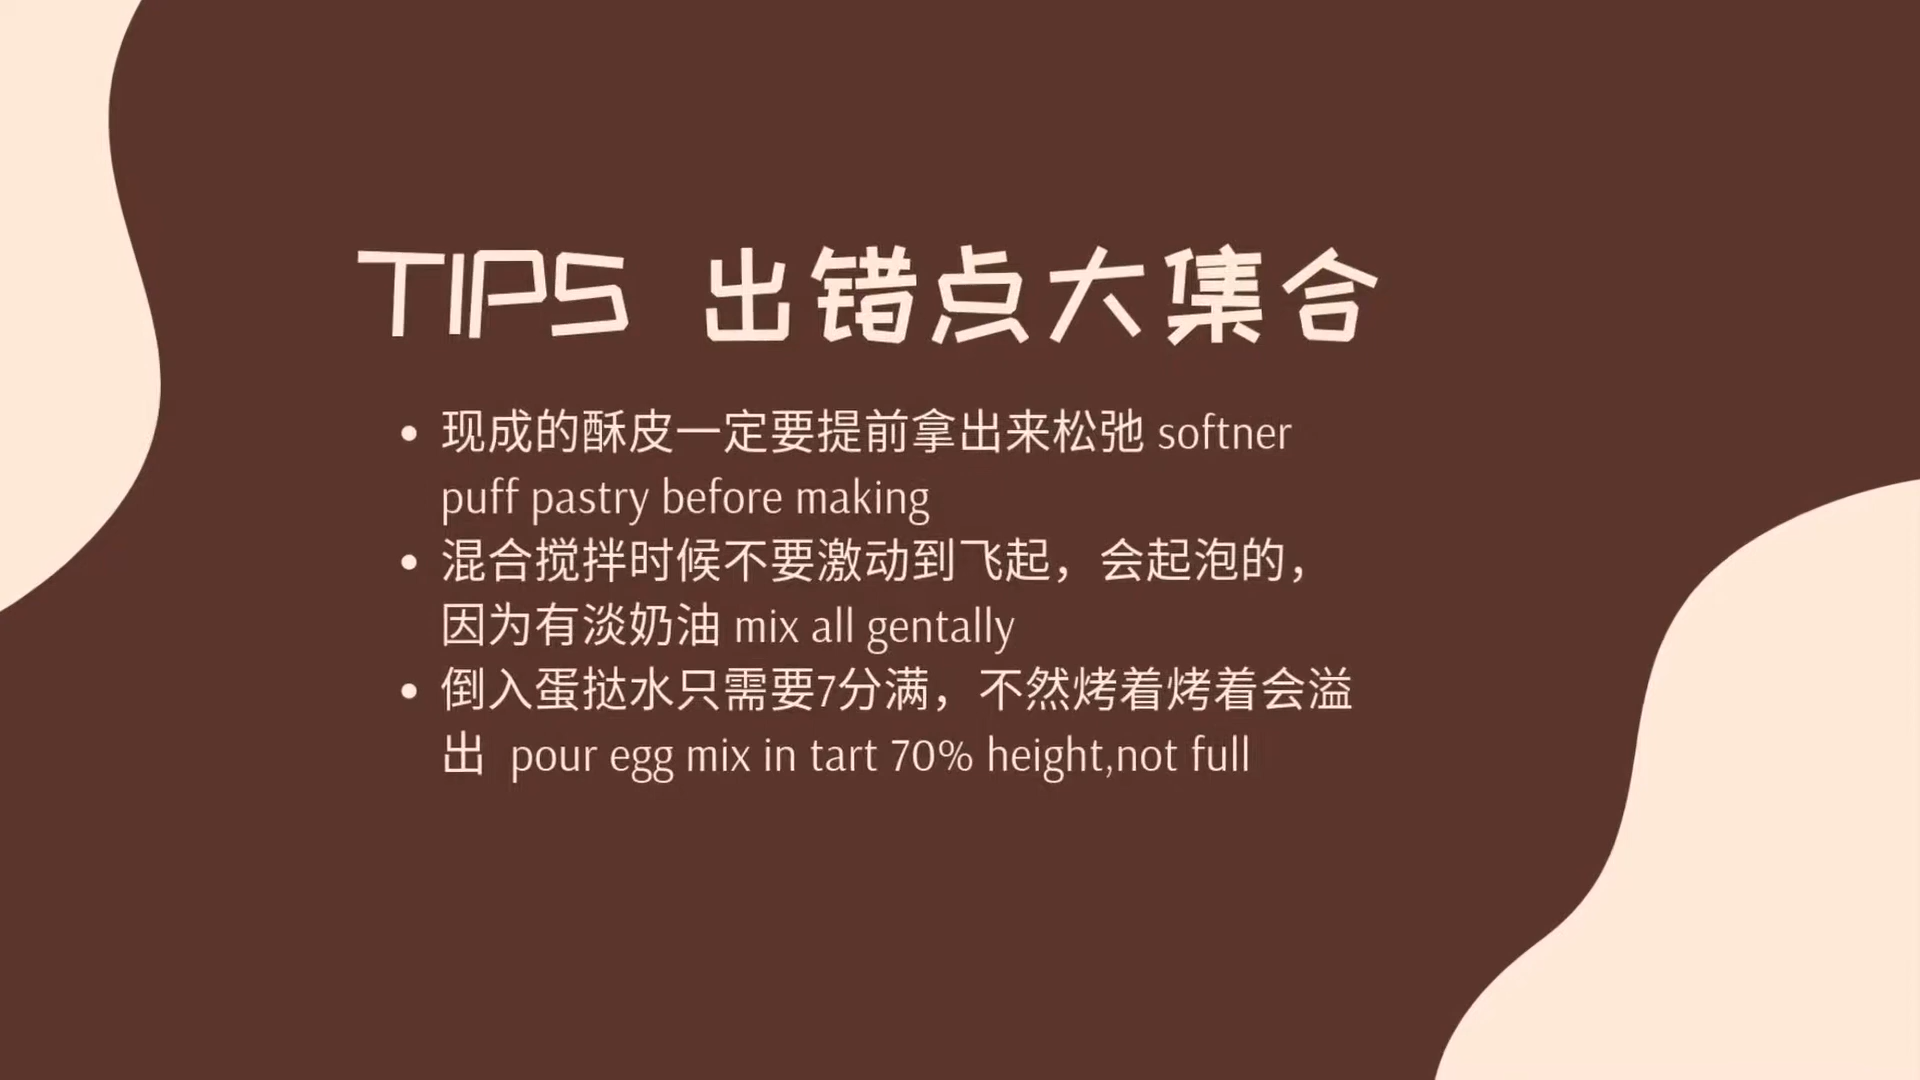 TIPS 出错点大集合
• 现成的酥皮一定要提前拿出来松弛 softner
puff pastry before making
• 混合搅拌时候不要激动到飞起，会起泡的，
因为有淡奶油 mix all gentally
• 倒入蛋挞水只需要7分满，不然烤着烤着会溢
出 pour egg mix in tart 70% height,not full